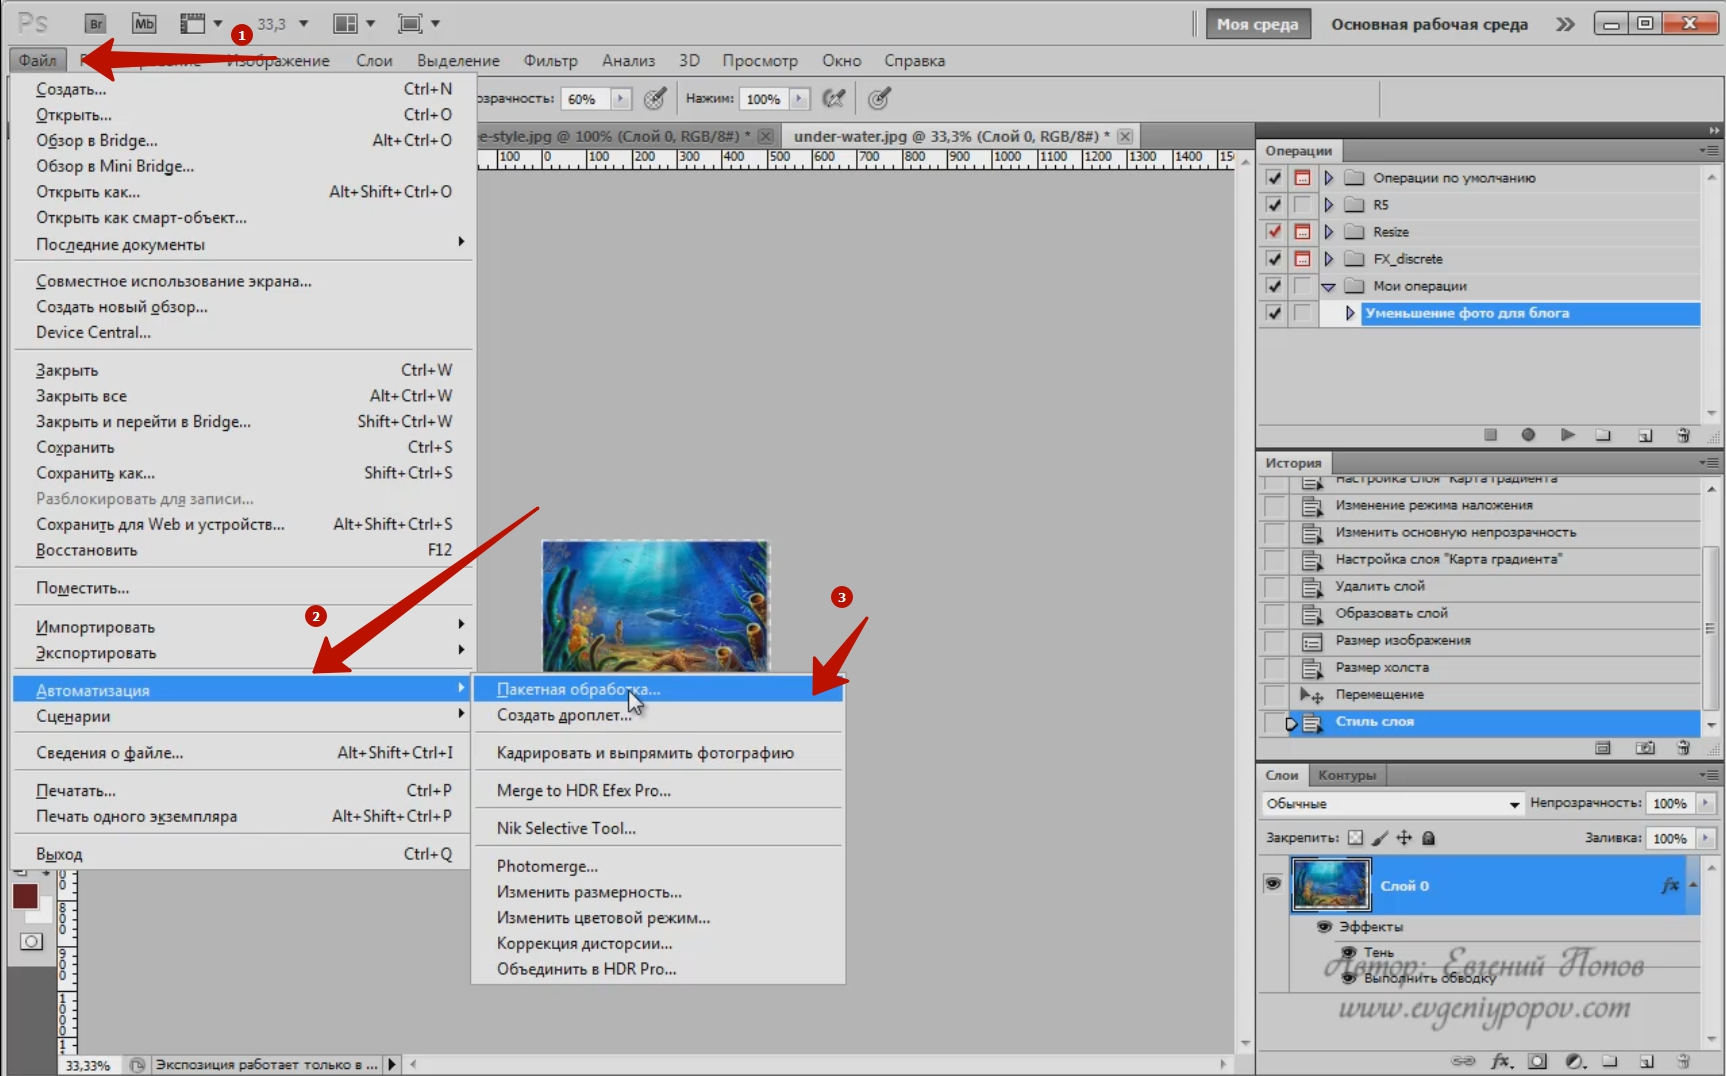 Ps
Br
Mb
33,3
Моя среда
Основная рабочая среда
1
Файл
Изображение
Слои
Выделение
Фильтр
Анализ
3D
Просмотр
Окно
Справка
зрачность: 60%
Нажим: 100%
e-style.jpg @ 100% (Слой 0, RGB/8#) *
under-water.jpg @ 33,3% (Слой 0, RGB/8#) *
100 0 100 200 300 400 500 600 700 800 900 1000 1100 1200 1300 1400 15
Создать... Ctrl+N
Открыть... Ctrl+O
Обзор в Bridge... Alt+Ctrl+O
Обзор в Mini Bridge...
Открыть как... Alt+Shift+Ctrl+O
Открыть как смарт-объект...
Последние документы
Совместное использование экрана...
Создать новый обзор...
Device Central...
Закрыть Ctrl+W
Закрыть все Alt+Ctrl+W
Закрыть и перейти в Bridge... Shift+Ctrl+W
Сохранить Ctrl+S
Сохранить как... Shift+Ctrl+S
Разблокировать для записи...
Сохранить для Web и устройств... Alt+Shift+Ctrl+S
Восстановить F12
Поместить...
Импортировать
Экспортировать
2
3
Автоматизация
Сценарии
Сведения о файле... Alt+Shift+Ctrl+I
Печатать... Ctrl+P
Печать одного экземпляра Alt+Shift+Ctrl+P
Выход Ctrl+Q
Пакетная обработка...
Создать дроплет...
Кадрировать и выпрямить фотографию
Merge to HDR Efex Pro...
Nik Selective Tool...
Photomerge...
Изменить размерность...
Изменить цветовой режим...
Коррекция дисторсии...
Объединить в HDR Pro...
Операции
Операции по умолчанию
R5
Resize
FX_discrete
Мои операции
Уменьшение фото для блога
История
Настройка слоя "Карта градиента"
Изменение режима наложения
Изменить основную непрозрачность
Настройка слоя "Карта градиента"
Удалить слой
Образовать слой
Размер изображения
Размер холста
Перемещение
Стиль слоя
Слои
Контуры
Обычные
Непрозрачность: 100%
Закрепить:
Заливка: 100%
Слой 0
fx
Эффекты
Тень
Выполнить обводку
Автор: Евгений Попов
www.evgeniypopov.com
33,33%
Экспозиция работает только в ...